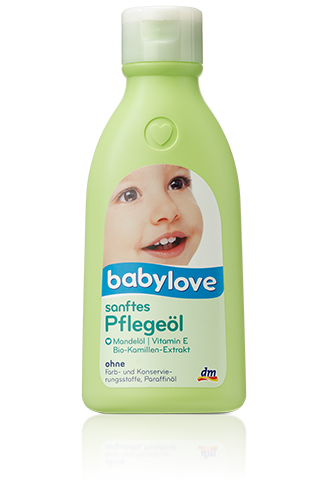 babylove
sanftes
Pflegeöl
Mandelöl | Vitamin E
Bio-Kamillen-Extrakt
ohne
Farb- und Konservie-
rungsstoffe, Paraffinöl
dm